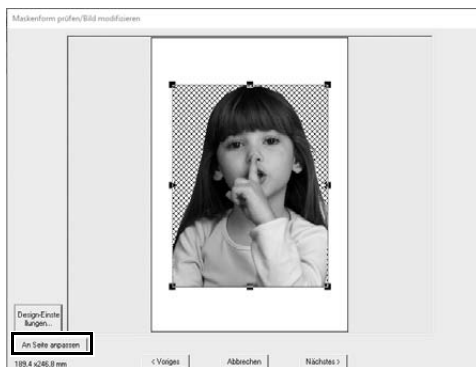 Maskenform prüfen/Bild modifizieren
Design-Einste
llungen...
An Seite anpassen
189.4 x246.8 mm
< Voriges
Abbrechen
Nächstes >